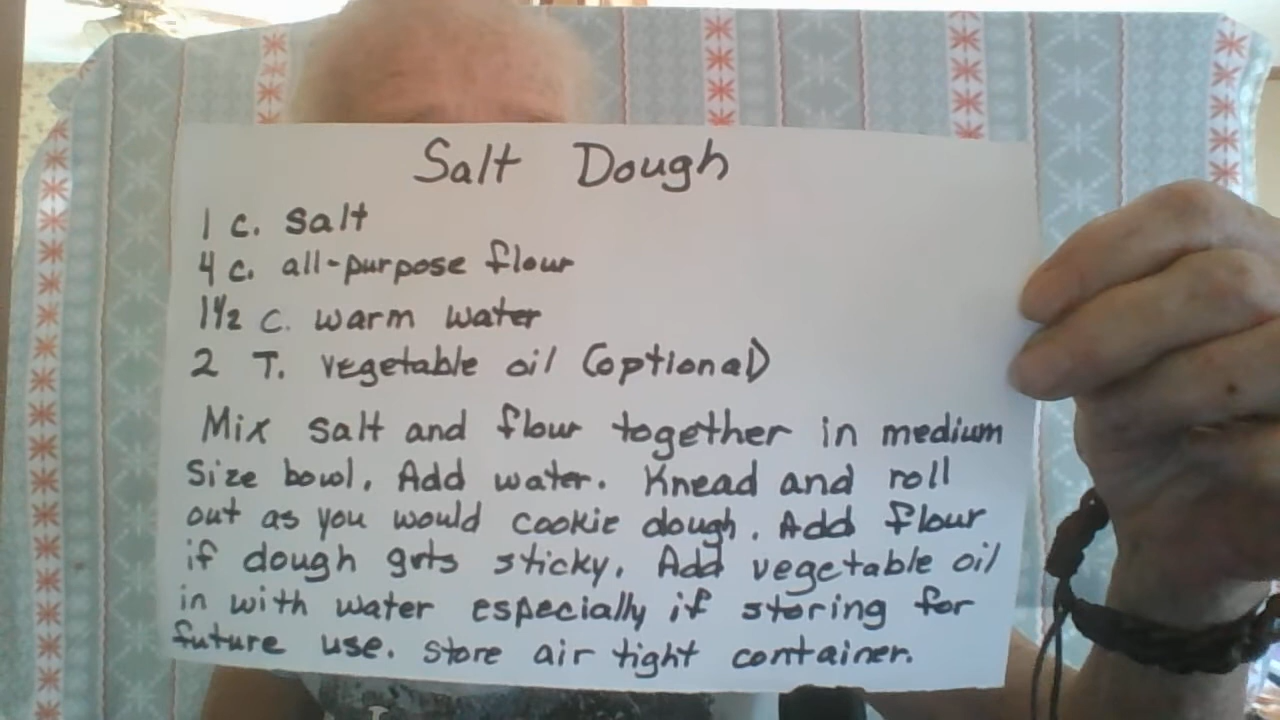 Salt Dough
1 c. salt
4 c. all-purpose flour
1 1/2 c. warm water
2 T. vegetable oil (optional)
Mix salt and flour together in medium
size bowl. Add water. Knead and roll
out as you would cookie dough. Add flour
if dough gets sticky. Add vegetable oil
in with water especially if storing for
future use. Store air tight container.